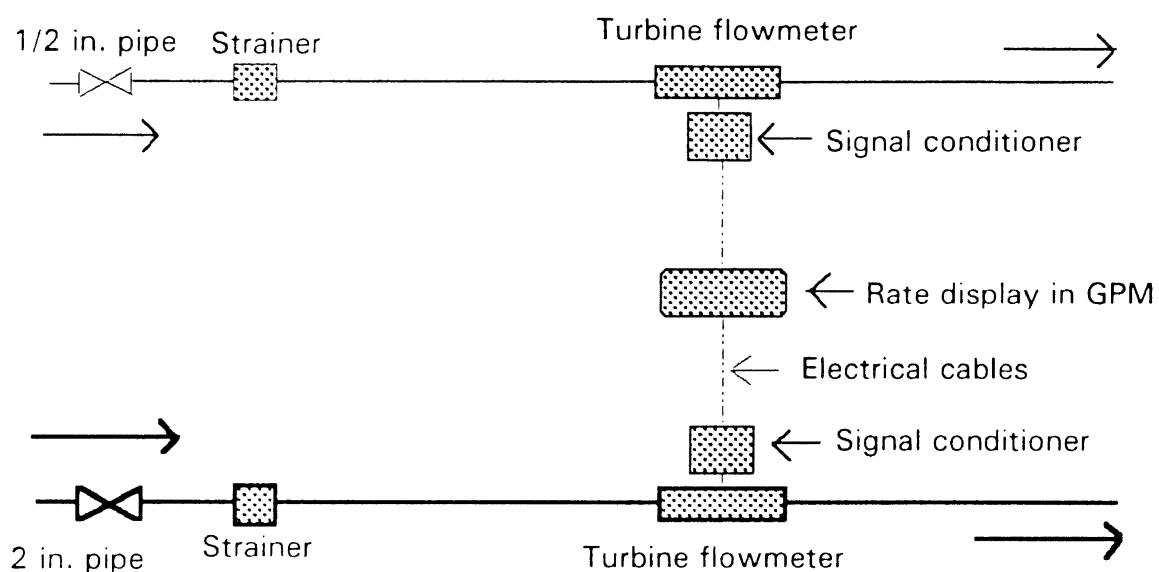 Turbine flowmeter
1/2 in. pipe
Strainer
Signal conditioner
Rate display in GPM
Electrical cables
Signal conditioner
Strainer
2 in. pipe
Turbine flowmeter